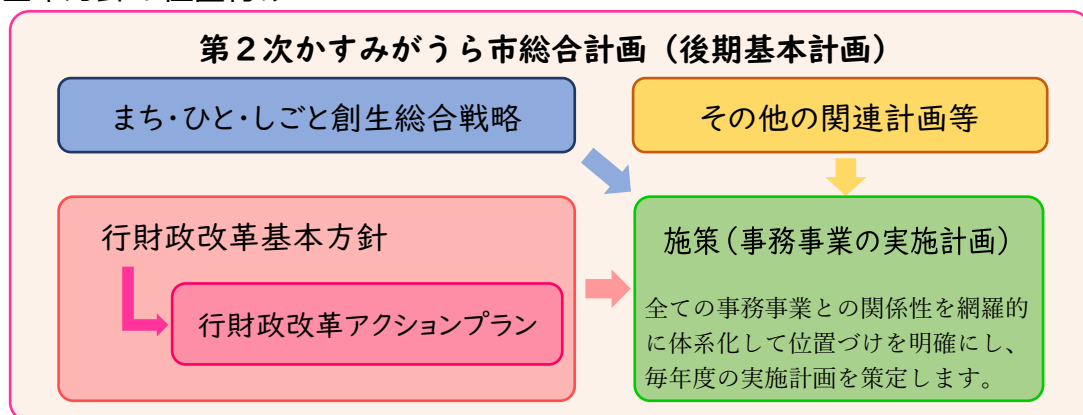 第２次かすみがうら市総合計画（後期基本計画）
まち・ひと・しごと創生総合戦略
その他の関連計画等
行財政改革基本方針
行財政改革アクションプラン
施策（事務事業の実施計画）
全ての事務事業との関係性を網羅的
に体系化して位置づけを明確にし、
毎年度の実施計画を策定します。